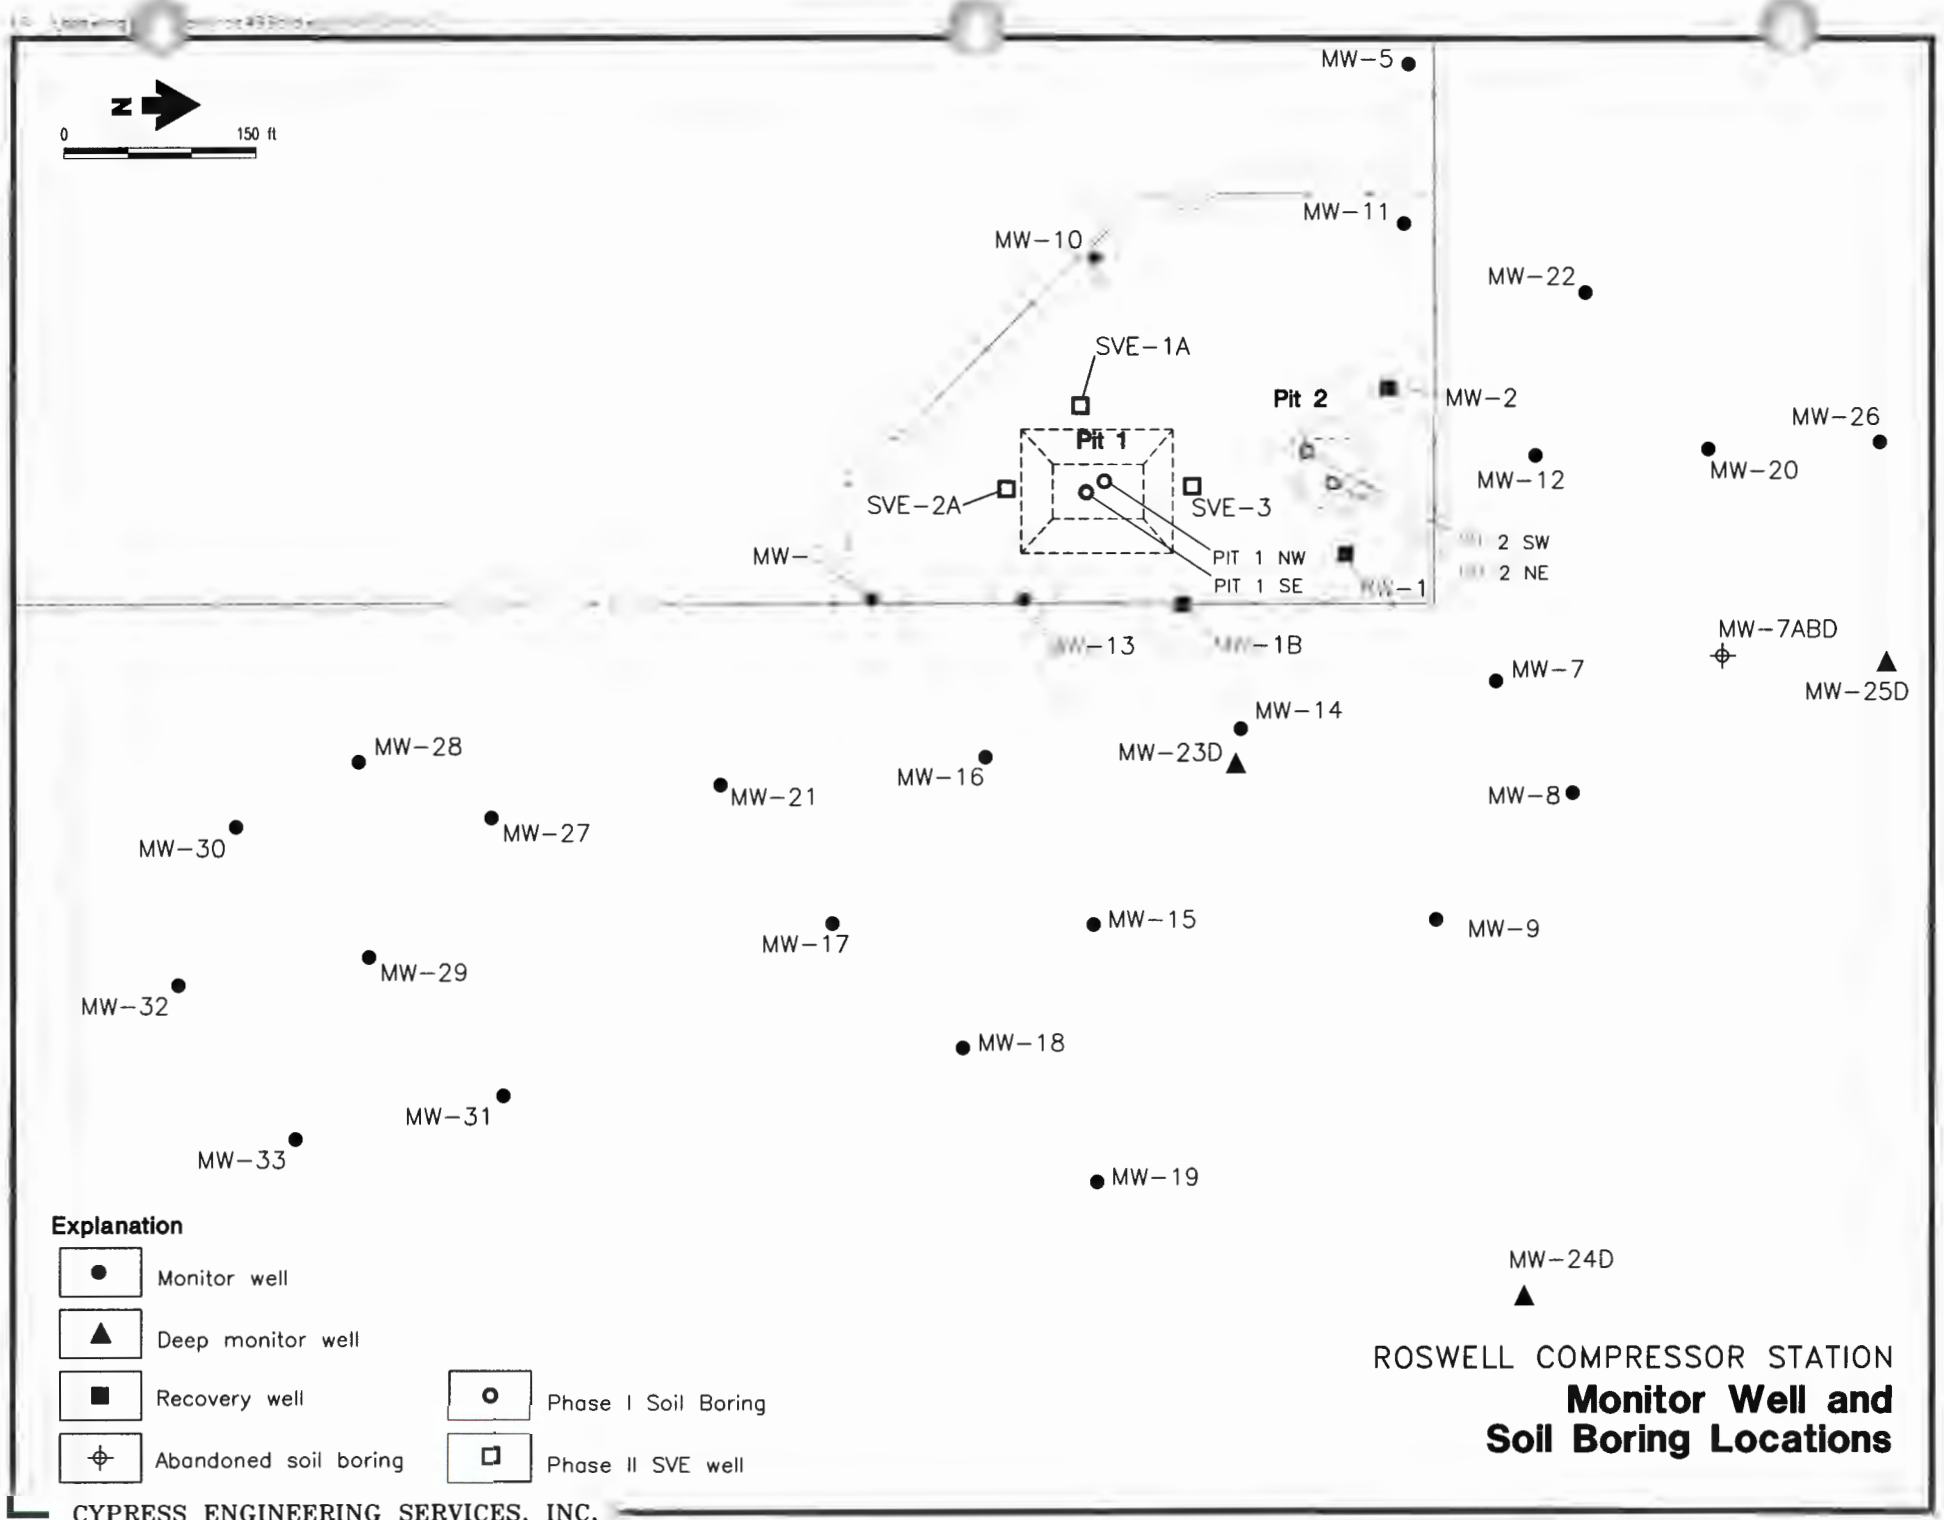 N
0 150 ft
MW-5
MW-11
MW-10
MW-22
SVE-1A
Pit 2
MW-2
MW-26
Pit 1
MW-12
MW-20
SVE-2A
SVE-3
2 SW
MW-
PIT 1 NW
2 NE
PIT 1 SE
RW-1
MW-13
MW-1B
MW-7ABD
MW-7
MW-25D
MW-14
MW-28
MW-23D
MW-16
MW-21
MW-8
MW-27
MW-30
MW-15
MW-9
MW-17
MW-29
MW-32
MW-18
MW-31
MW-33
MW-19
Explanation
Monitor well
MW-24D
Deep monitor well
Recovery well
Phase I Soil Boring
Abandoned soil boring
Phase II SVE well
ROSWELL COMPRESSOR STATION
Monitor Well and
Soil Boring Locations
CYPRESS ENGINEERING SERVICES, INC.